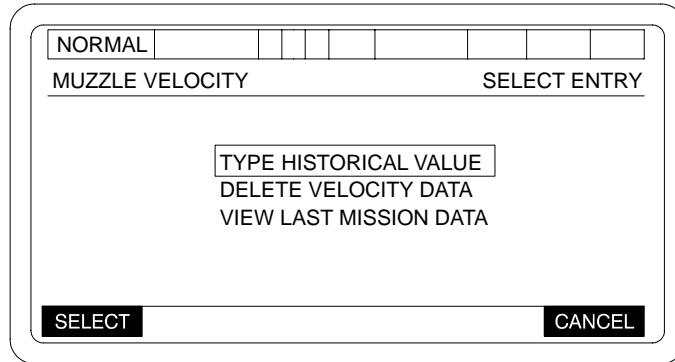 NORMAL
MUZZLE VELOCITY SELECT ENTRY
TYPE HISTORICAL VALUE
DELETE VELOCITY DATA
VIEW LAST MISSION DATA
SELECT CANCEL